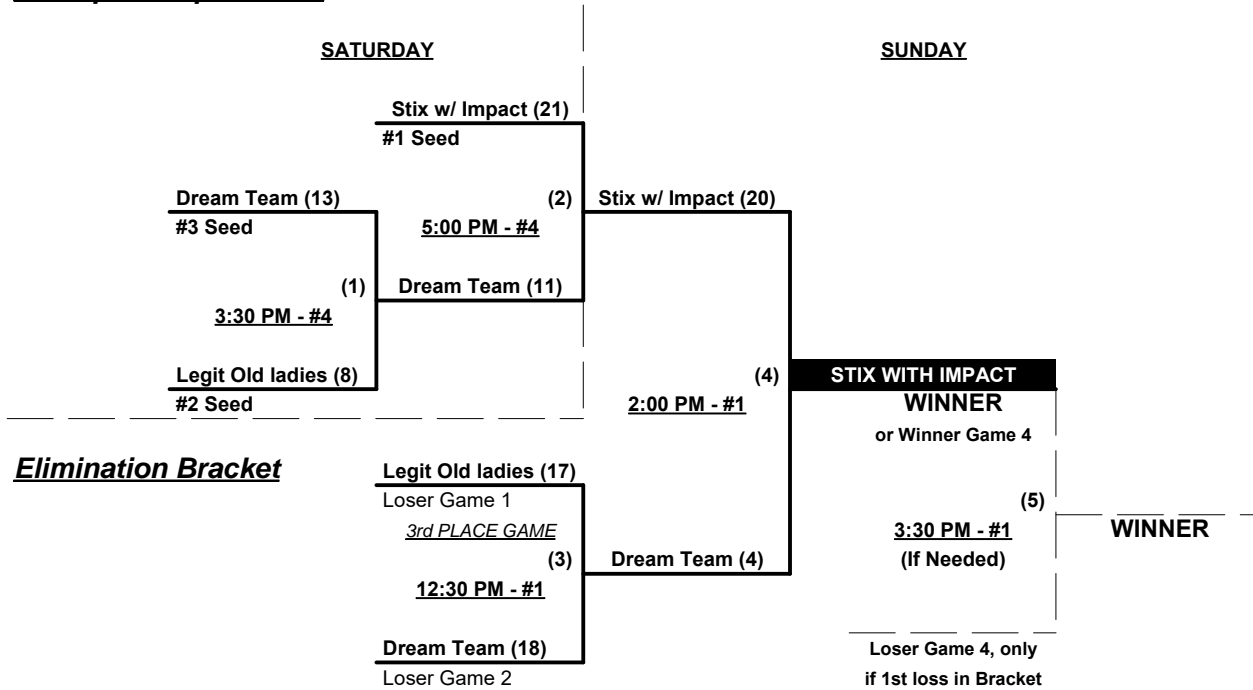 SATURDAY
SUNDAY
Stix w/ Impact (21)
#1 Seed
Dream Team (13)
(2)
Stix w/ Impact (20)
#3 Seed
5:00 PM - #4
(1)
Dream Team (11)
3:30 PM - #4
Legit Old ladies (8)
(4)
STIX WITH IMPACT
#2 Seed
2:00 PM - #1
WINNER
or Winner Game 4
Elimination Bracket
Legit Old ladies (17)
Loser Game 1
(5)
3rd PLACE GAME
3:30 PM - #1
WINNER
(3)
Dream Team (4)
(If Needed)
12:30 PM - #1
Dream Team (18)
Loser Game 4, only
Loser Game 2
if 1st loss in Bracket